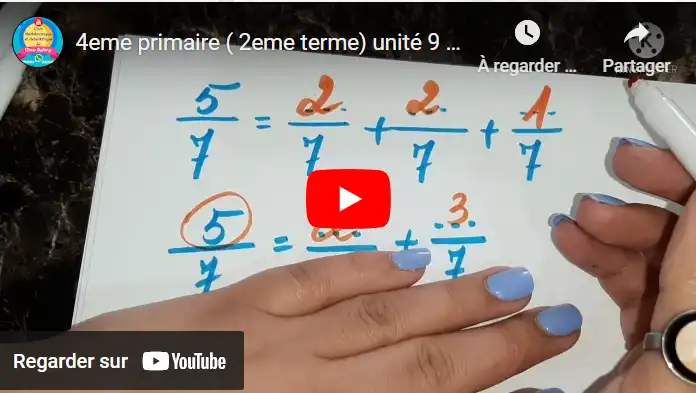 4eme primaire ( 2eme terme) unité 9 ...
À regarder ...
Partager
5/7 = 2/7 + 2/7 + 1/7
5/7 = /7 + 3/7
Regarder sur YouTube